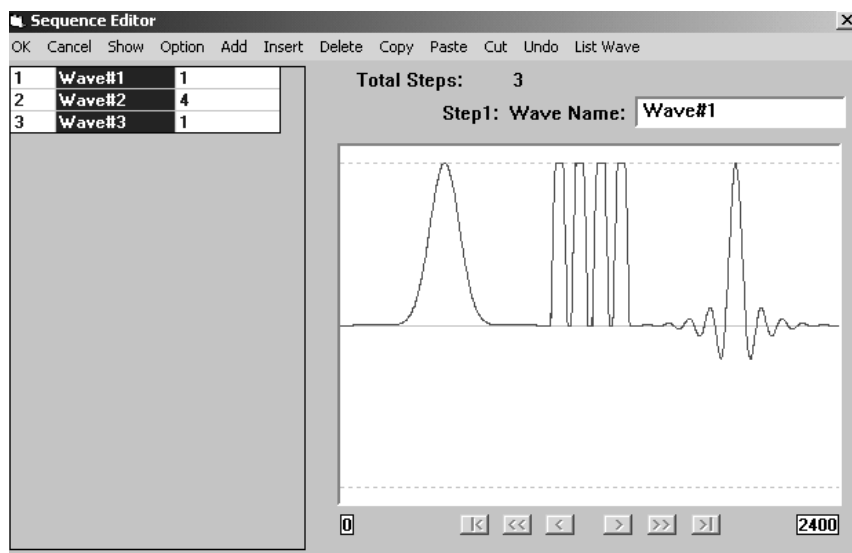 Sequence Editor
OK Cancel Show Option Add Insert Delete Copy Paste Cut Undo List Wave
1 Wave#1 1
2 Wave#2 4
3 Wave#3 1
Total Steps: 3
Step1: Wave Name: Wave#1
0 |< << < > >> >| 2400